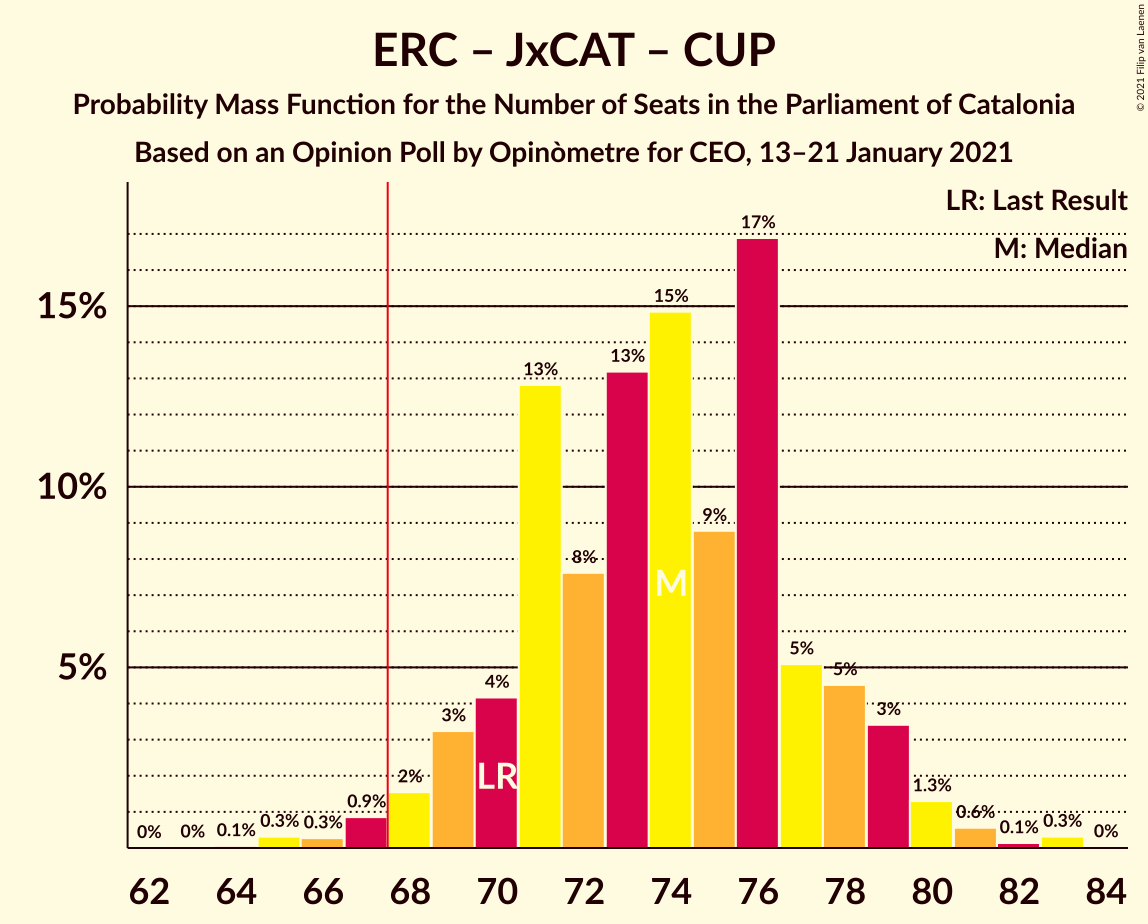 ERC – JxCAT – CUP
Probability Mass Function for the Number of Seats in the Parliament of Catalonia
Based on an Opinion Poll by Opinòmetre for CEO, 13–21 January 2021
© 2021 Filip van Laenen
LR: Last Result
M: Median
15%
10%
5%
0%
0%
0.1%
0.3%
0.3%
0.9%
2%
3%
4%
13%
8%
13%
15%
9%
17%
5%
5%
3%
1.3%
0.6%
0.1%
0.3%
0%
LR
M
62 64 66 68 70 72 74 76 78 80 82 84